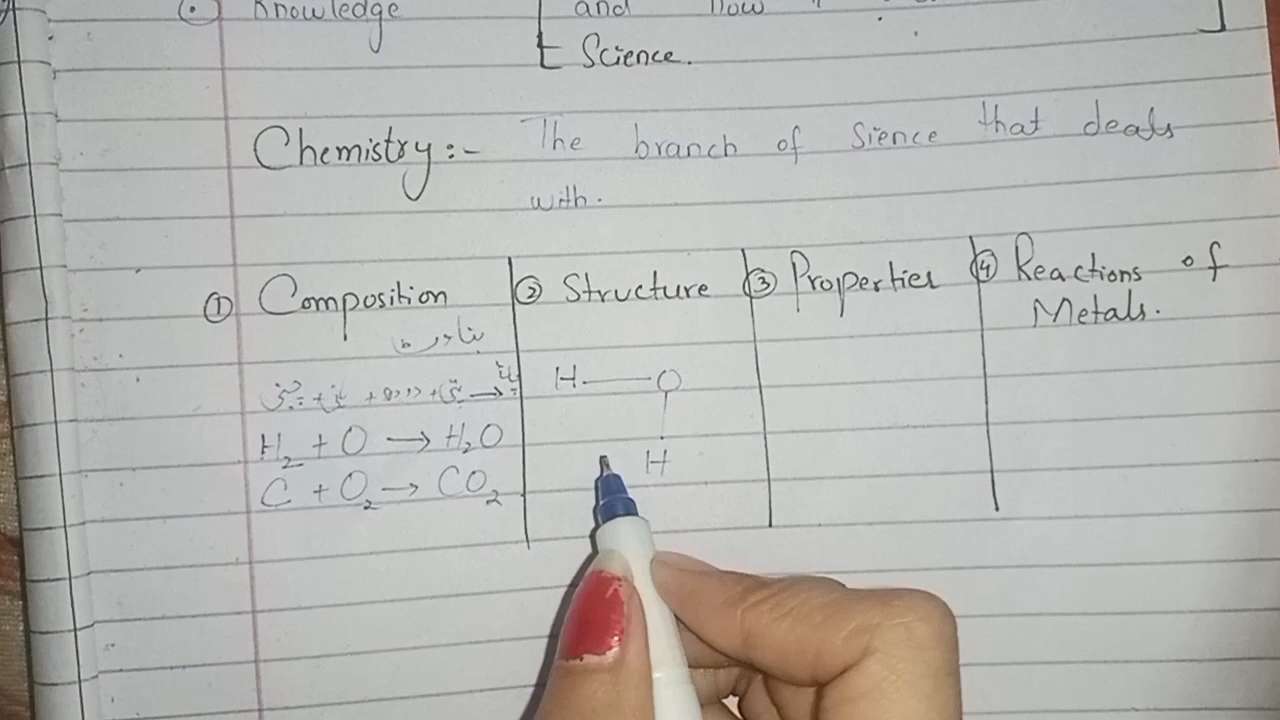 Knowledge and
Science.
Chemistry:- The branch of Sience that deals
with.
① Composition ② Structure ③ Properties ④ Reactions of
Metals.
بناوٹ
H — O
H₂ + O → H₂O
H
C + O₂ → CO₂